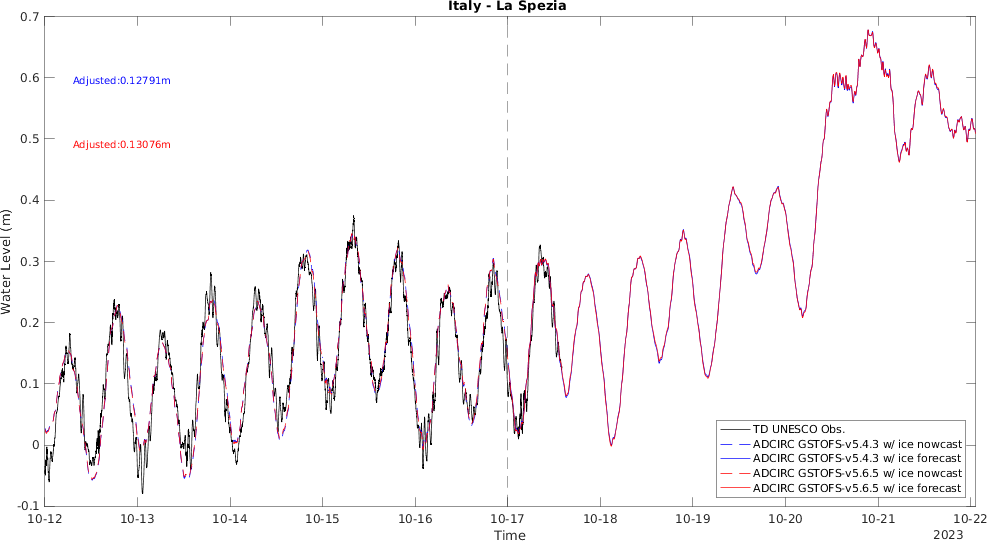 Italy - La Spezia
0.7
0.6
0.5
0.4
0.3
0.2
0.1
0
-0.1
Water Level (m)
Adjusted:0.12791m
Adjusted:0.13076m
TD UNESCO Obs.
ADCIRC GSTOFS-v5.4.3 w/ ice nowcast
ADCIRC GSTOFS-v5.4.3 w/ ice forecast
ADCIRC GSTOFS-v5.6.5 w/ ice nowcast
ADCIRC GSTOFS-v5.6.5 w/ ice forecast
10-12 10-13 10-14 10-15 10-16 10-17 10-18 10-19 10-20 10-21 10-22
Time
2023